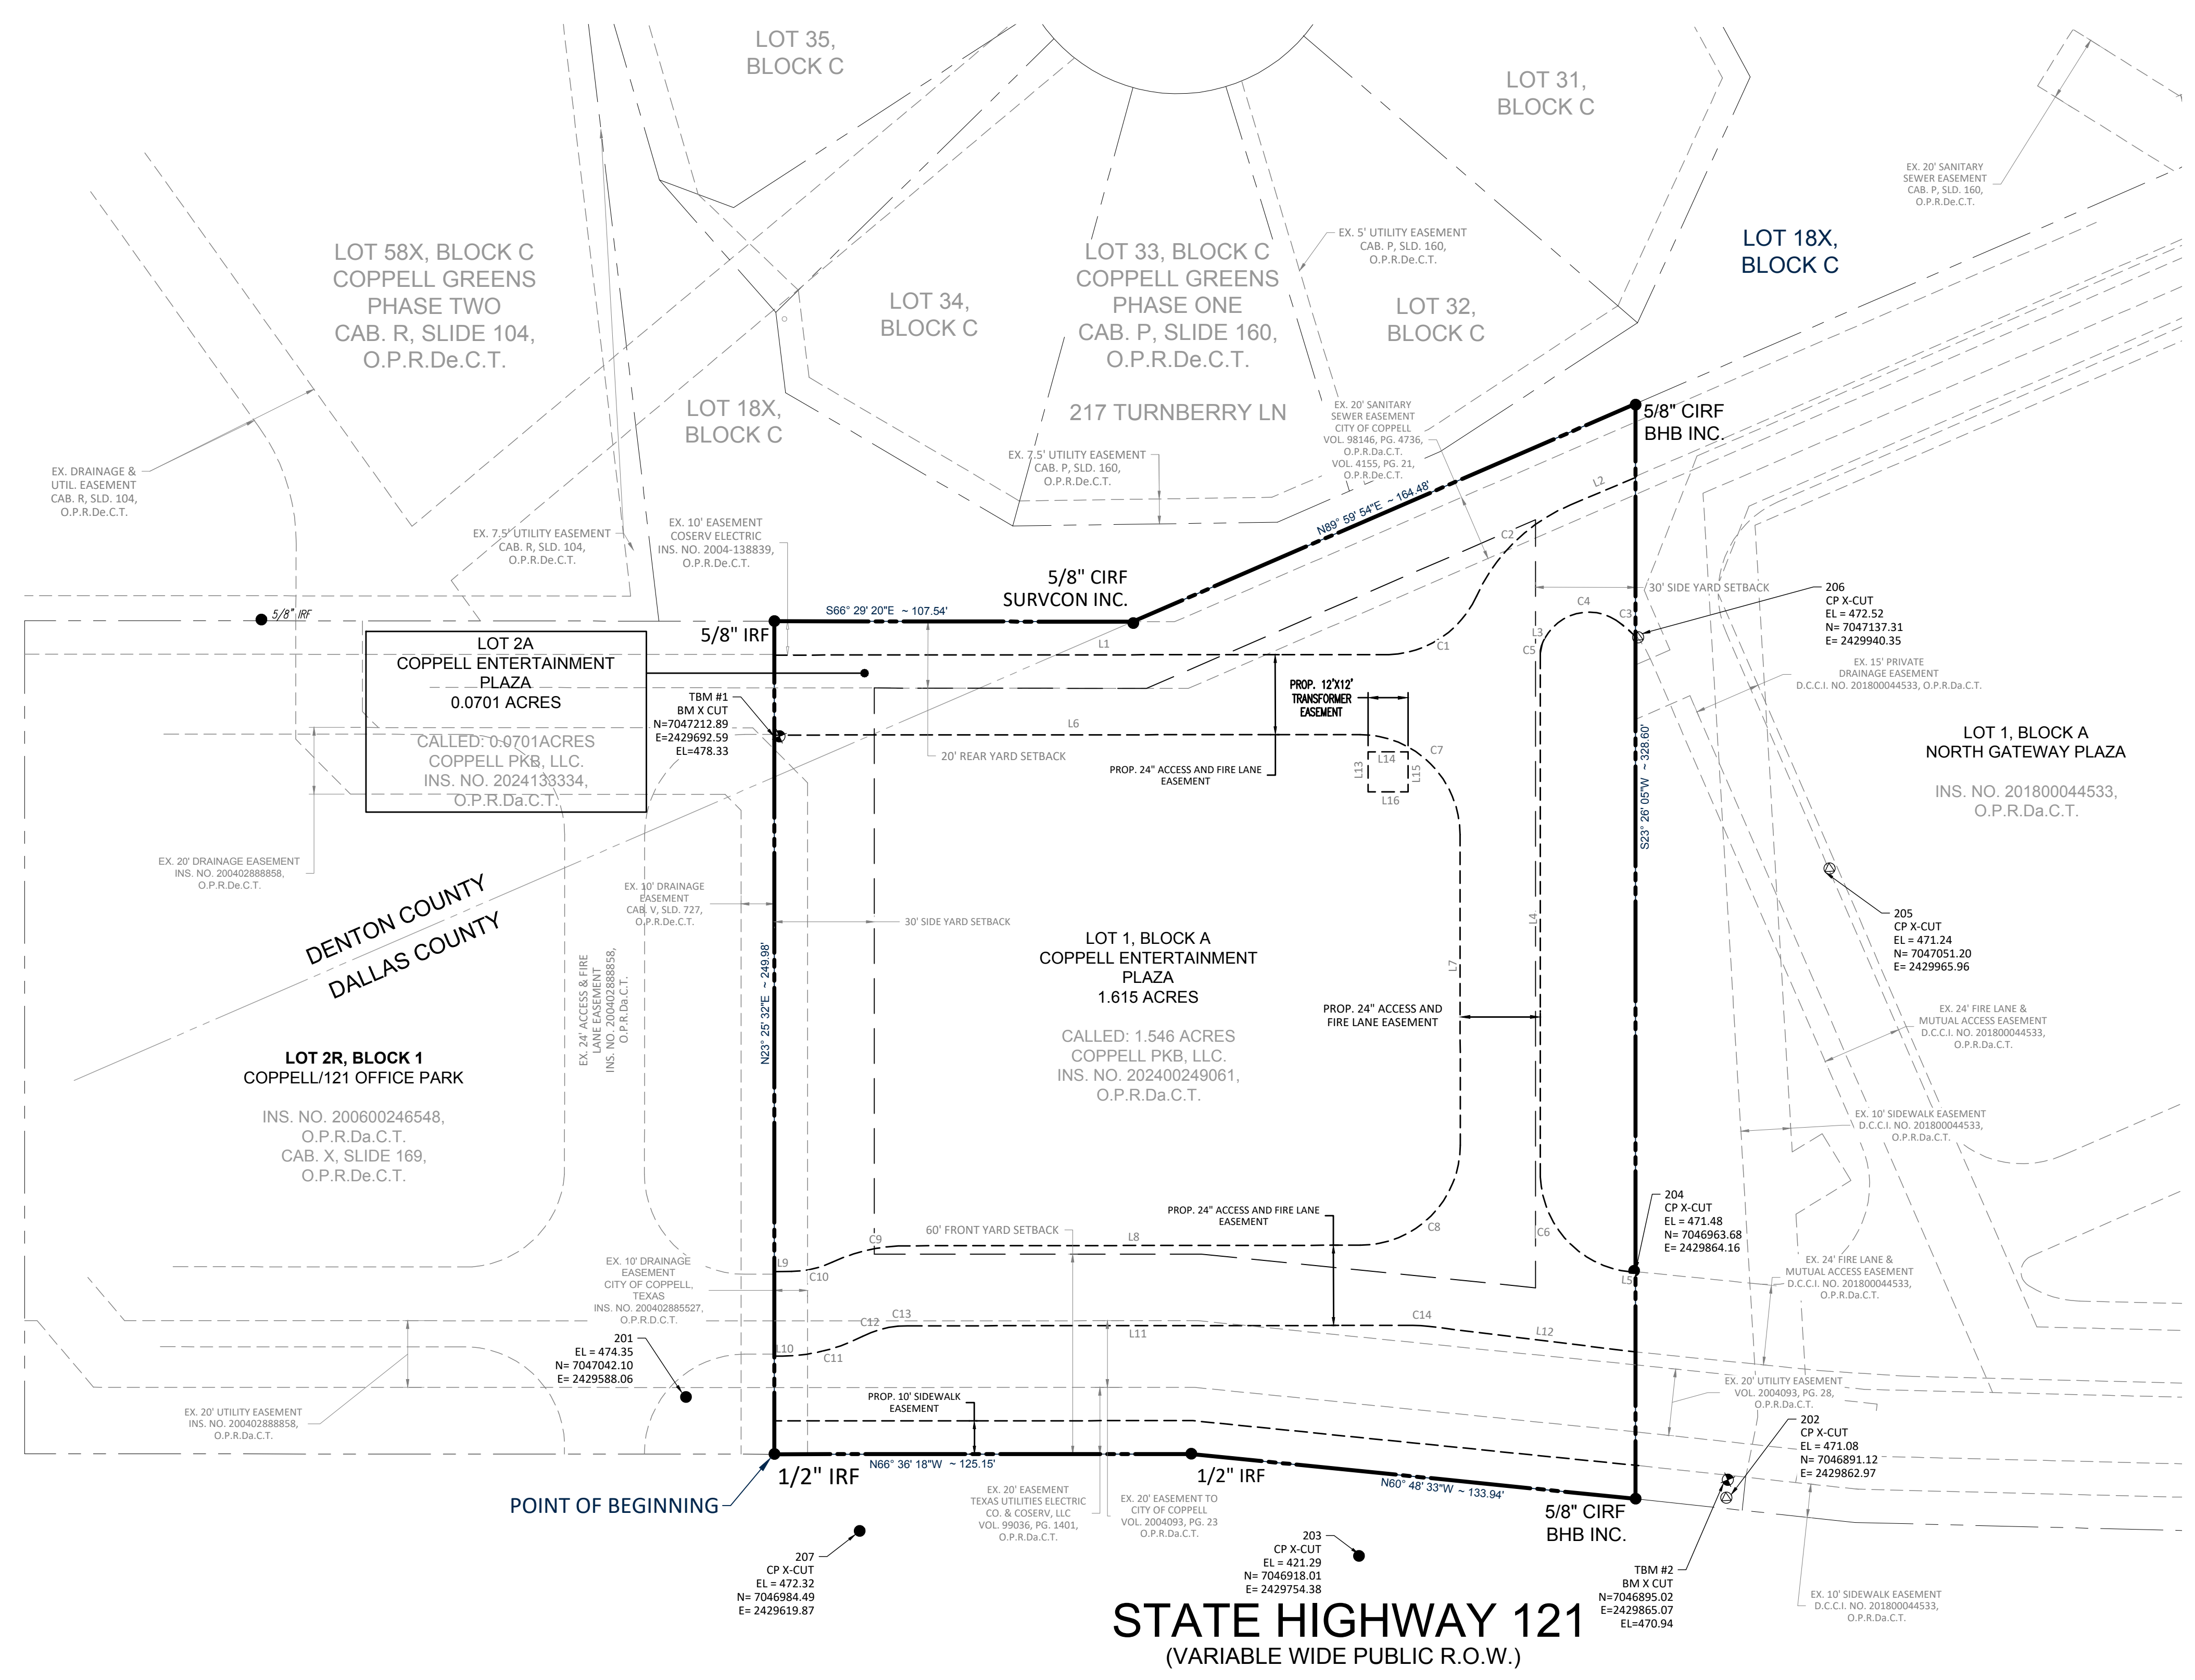 LOT 35,
BLOCK C
LOT 31,
BLOCK C
EX. 20' SANITARY
SEWER EASEMENT
CAB. P, SLD. 160,
O.P.R.De.C.T.
LOT 18X,
BLOCK C
LOT 58X, BLOCK C
COPPELL GREENS
PHASE TWO
CAB. R, SLIDE 104,
O.P.R.De.C.T.
LOT 34,
BLOCK C
LOT 33, BLOCK C
COPPELL GREENS
PHASE ONE
CAB. P, SLIDE 160,
O.P.R.De.C.T.
217 TURNBERRY LN
EX. 5' UTILITY EASEMENT
CAB. P, SLD. 160,
O.P.R.De.C.T.
LOT 32,
BLOCK C
LOT 18X,
BLOCK C
EX. 20' SANITARY
SEWER EASEMENT
CITY OF COPPELL
VOL. 98146, PG. 4736,
O.P.R.Da.C.T.
VOL. 4155, PG. 21,
O.P.R.De.C.T.
5/8" CIRF
BHB INC.
EX. DRAINAGE &
UTIL. EASEMENT
CAB. R, SLD. 104,
O.P.R.De.C.T.
EX. 7.5' UTILITY EASEMENT
CAB. P, SLD. 160,
O.P.R.De.C.T.
N89° 59' 54"E ~ 164.48'
L2
EX. 7.5' UTILITY EASEMENT
CAB. R, SLD. 104,
O.P.R.De.C.T.
EX. 10' EASEMENT
COSERV ELECTRIC
INS. NO. 2004-138839,
O.P.R.De.C.T.
C2
5/8" CIRF
SURVCON INC.
30' SIDE YARD SETBACK
206
CP X-CUT
EL = 472.52
N= 7047137.31
E= 2429940.35
5/8" IRF
S66° 29' 20"E ~ 107.54'
5/8" IRF
C4
C3
L1
C1
L3
C5
LOT 2A
COPPELL ENTERTAINMENT
PLAZA
0.0701 ACRES
CALLED: 0.0701ACRES
COPPELL PKB, LLC.
INS. NO. 2024133334,
O.P.R.Da.C.T.
TBM #1
BM X CUT
N=7047212.89
E=2429692.59
EL=478.33
PROP. 12'X12'
TRANSFORMER
EASEMENT
EX. 15' PRIVATE
DRAINAGE EASEMENT
D.C.C.I. NO. 201800044533, O.P.R.Da.C.T.
L6
20' REAR YARD SETBACK
PROP. 24" ACCESS AND FIRE LANE
EASEMENT
C7
L13
L14
L15
L16
S23° 26' 05"W ~ 328.60'
LOT 1, BLOCK A
NORTH GATEWAY PLAZA
INS. NO. 201800044533,
O.P.R.Da.C.T.
EX. 20' DRAINAGE EASEMENT
INS. NO. 200402888858,
O.P.R.De.C.T.
EX. 10' DRAINAGE
EASEMENT
CAB. V, SLD. 727,
O.P.R.De.C.T.
DENTON COUNTY
DALLAS COUNTY
30' SIDE YARD SETBACK
EX. 24' ACCESS & FIRE
LANE EASEMENT
INS. NO. 200402888858,
O.P.R.Da.C.T.
N23° 25' 32"E ~ 249.98'
LOT 1, BLOCK A
COPPELL ENTERTAINMENT
PLAZA
1.615 ACRES
CALLED: 1.546 ACRES
COPPELL PKB, LLC.
INS. NO. 202400249061,
O.P.R.Da.C.T.
L7
L4
PROP. 24" ACCESS AND
FIRE LANE EASEMENT
205
CP X-CUT
EL = 471.24
N= 7047051.20
E= 2429965.96
EX. 24' FIRE LANE &
MUTUAL ACCESS EASEMENT
D.C.C.I. NO. 201800044533,
O.P.R.Da.C.T.
LOT 2R, BLOCK 1
COPPELL/121 OFFICE PARK
INS. NO. 200600246548,
O.P.R.Da.C.T.
CAB. X, SLIDE 169,
O.P.R.De.C.T.
EX. 10' SIDEWALK EASEMENT
D.C.C.I. NO. 201800044533,
O.P.R.Da.C.T.
204
CP X-CUT
EL = 471.48
N= 7046963.68
E= 2429864.16
PROP. 24" ACCESS AND FIRE LANE
EASEMENT
60' FRONT YARD SETBACK
C9
L8
C8
C6
L9
C10
L5
EX. 10' DRAINAGE
EASEMENT
CITY OF COPPELL,
TEXAS
INS. NO. 200402885527,
O.P.R.D.C.T.
EX. 24' FIRE LANE &
MUTUAL ACCESS EASEMENT
D.C.C.I. NO. 201800044533,
O.P.R.Da.C.T.
C13
C12
C14
L11
L12
L10
C11
201
EL = 474.35
N= 7047042.10
E= 2429588.06
EX. 20' UTILITY EASEMENT
VOL. 2004093, PG. 28,
O.P.R.Da.C.T.
PROP. 10' SIDEWALK
EASEMENT
EX. 20' UTILITY EASEMENT
INS. NO. 200402888858,
O.P.R.Da.C.T.
202
CP X-CUT
EL = 471.08
N= 7046891.12
E= 2429862.97
1/2" IRF
N66° 36' 18"W ~ 125.15'
1/2" IRF
N60° 48' 33"W ~ 133.94'
POINT OF BEGINNING
EX. 20' EASEMENT
TEXAS UTILITIES ELECTRIC
CO. & COSERV, LLC
VOL. 99036, PG. 1401,
O.P.R.Da.C.T.
EX. 20' EASEMENT TO
CITY OF COPPELL
VOL. 2004093, PG. 23
O.P.R.Da.C.T.
5/8" CIRF
BHB INC.
207
CP X-CUT
EL = 472.32
N= 7046984.49
E= 2429619.87
203
CP X-CUT
EL = 421.29
N= 7046918.01
E= 2429754.38
TBM #2
BM X CUT
N=7046895.02
E=2429865.07
EL=470.94
EX. 10' SIDEWALK EASEMENT
D.C.C.I. NO. 201800044533,
O.P.R.Da.C.T.
STATE HIGHWAY 121
(VARIABLE WIDE PUBLIC R.O.W.)